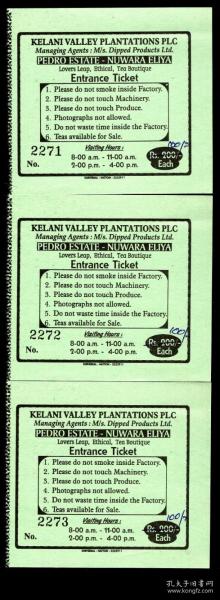 KELANI VALLEY PLANTATIONS PLC
Managing Agents : M/s. Dipped Products Ltd.
PEDRO ESTATE - NUWARA ELIYA
Lovers Leap, Ethical, Tea Boutique
Entrance Ticket
1. Please do not smoke inside Factory.
2. Please do not touch Machinery.
3. Please do not touch Produce.
4. Photographs not allowed.
5. Do not waste time inside the Factory.
6. Teas available for Sale.
2271
No.
Visiting Hours :
8-00 a.m. - 11-00 a.m.
2-00 p.m. - 4-00 p.m.
100/-
Rs. 200/-
Each
KELANI VALLEY PLANTATIONS PLC
Managing Agents : M/s. Dipped Products Ltd.
PEDRO ESTATE - NUWARA ELIYA
Lovers Leap, Ethical, Tea Boutique
Entrance Ticket
1. Please do not smoke inside Factory.
2. Please do not touch Machinery.
3. Please do not touch Produce.
4. Photographs not allowed.
5. Do not waste time inside the Factory.
6. Teas available for Sale.
2272
No.
Visiting Hours :
8-00 a.m. - 11-00 a.m.
2-00 p.m. - 4-00 p.m.
100/-
Rs. 200/-
Each
KELANI VALLEY PLANTATIONS PLC
Managing Agents : M/s. Dipped Products Ltd.
PEDRO ESTATE - NUWARA ELIYA
Lovers Leap, Ethical, Tea Boutique
Entrance Ticket
1. Please do not smoke inside Factory.
2. Please do not touch Machinery.
3. Please do not touch Produce.
4. Photographs not allowed.
5. Do not waste time inside the Factory.
6. Teas available for Sale.
2273
No.
Visiting Hours :
8-00 a.m. - 11-00 a.m.
2-00 p.m. - 4-00 p.m.
100/-
Rs. 200/-
Each
孔夫子旧书网